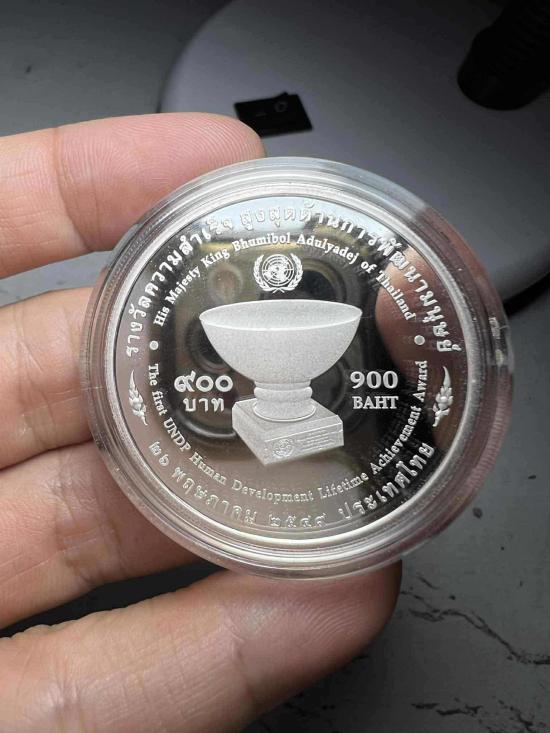 รางวัลความสำเร็จ สูงสุดด้านการพัฒนามนุษย์
His Majesty King Bhumibol Adulyadej of Thailand
๙๐๐
บาท
900
BAHT
The first UNDP Human Development Lifetime Achievement Award
๒๖ พฤษภาคม ๒๕๔๙ ประเทศไทย